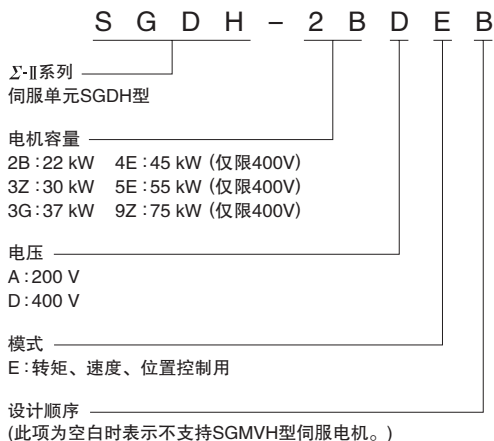 SGDH-2BDEB
Σ-Ⅱ系列
伺服单元SGDH型
电机容量
2B:22 kW 4E:45 kW (仅限400V)
3Z:30 kW 5E:55 kW (仅限400V)
3G:37 kW 9Z:75 kW (仅限400V)
电压
A:200 V
D:400 V
模式
E:转矩、速度、位置控制用
设计顺序
(此项为空白时表示不支持SGMVH型伺服电机。)